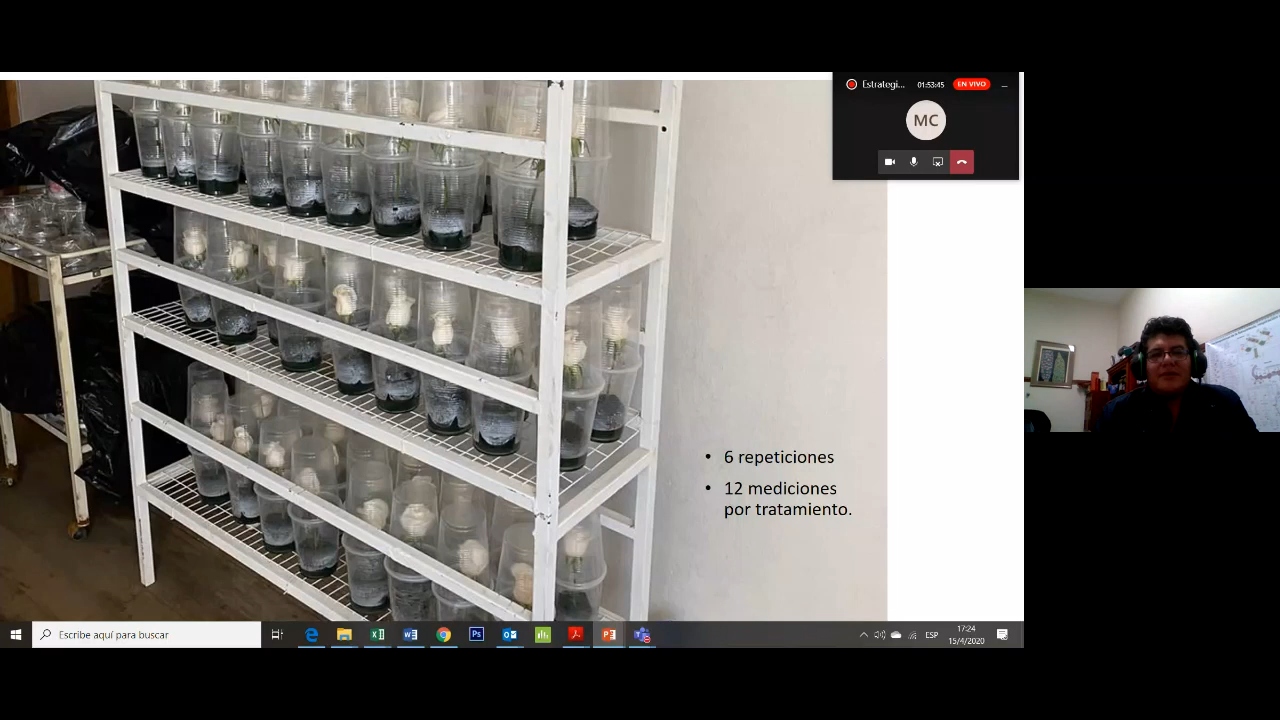 Estrategi...
01:53:45
EN VIVO
MC
• 6 repeticiones
• 12 mediciones
por tratamiento.
Escribe aquí para buscar
Ps
ESP
17:24
15/4/2020